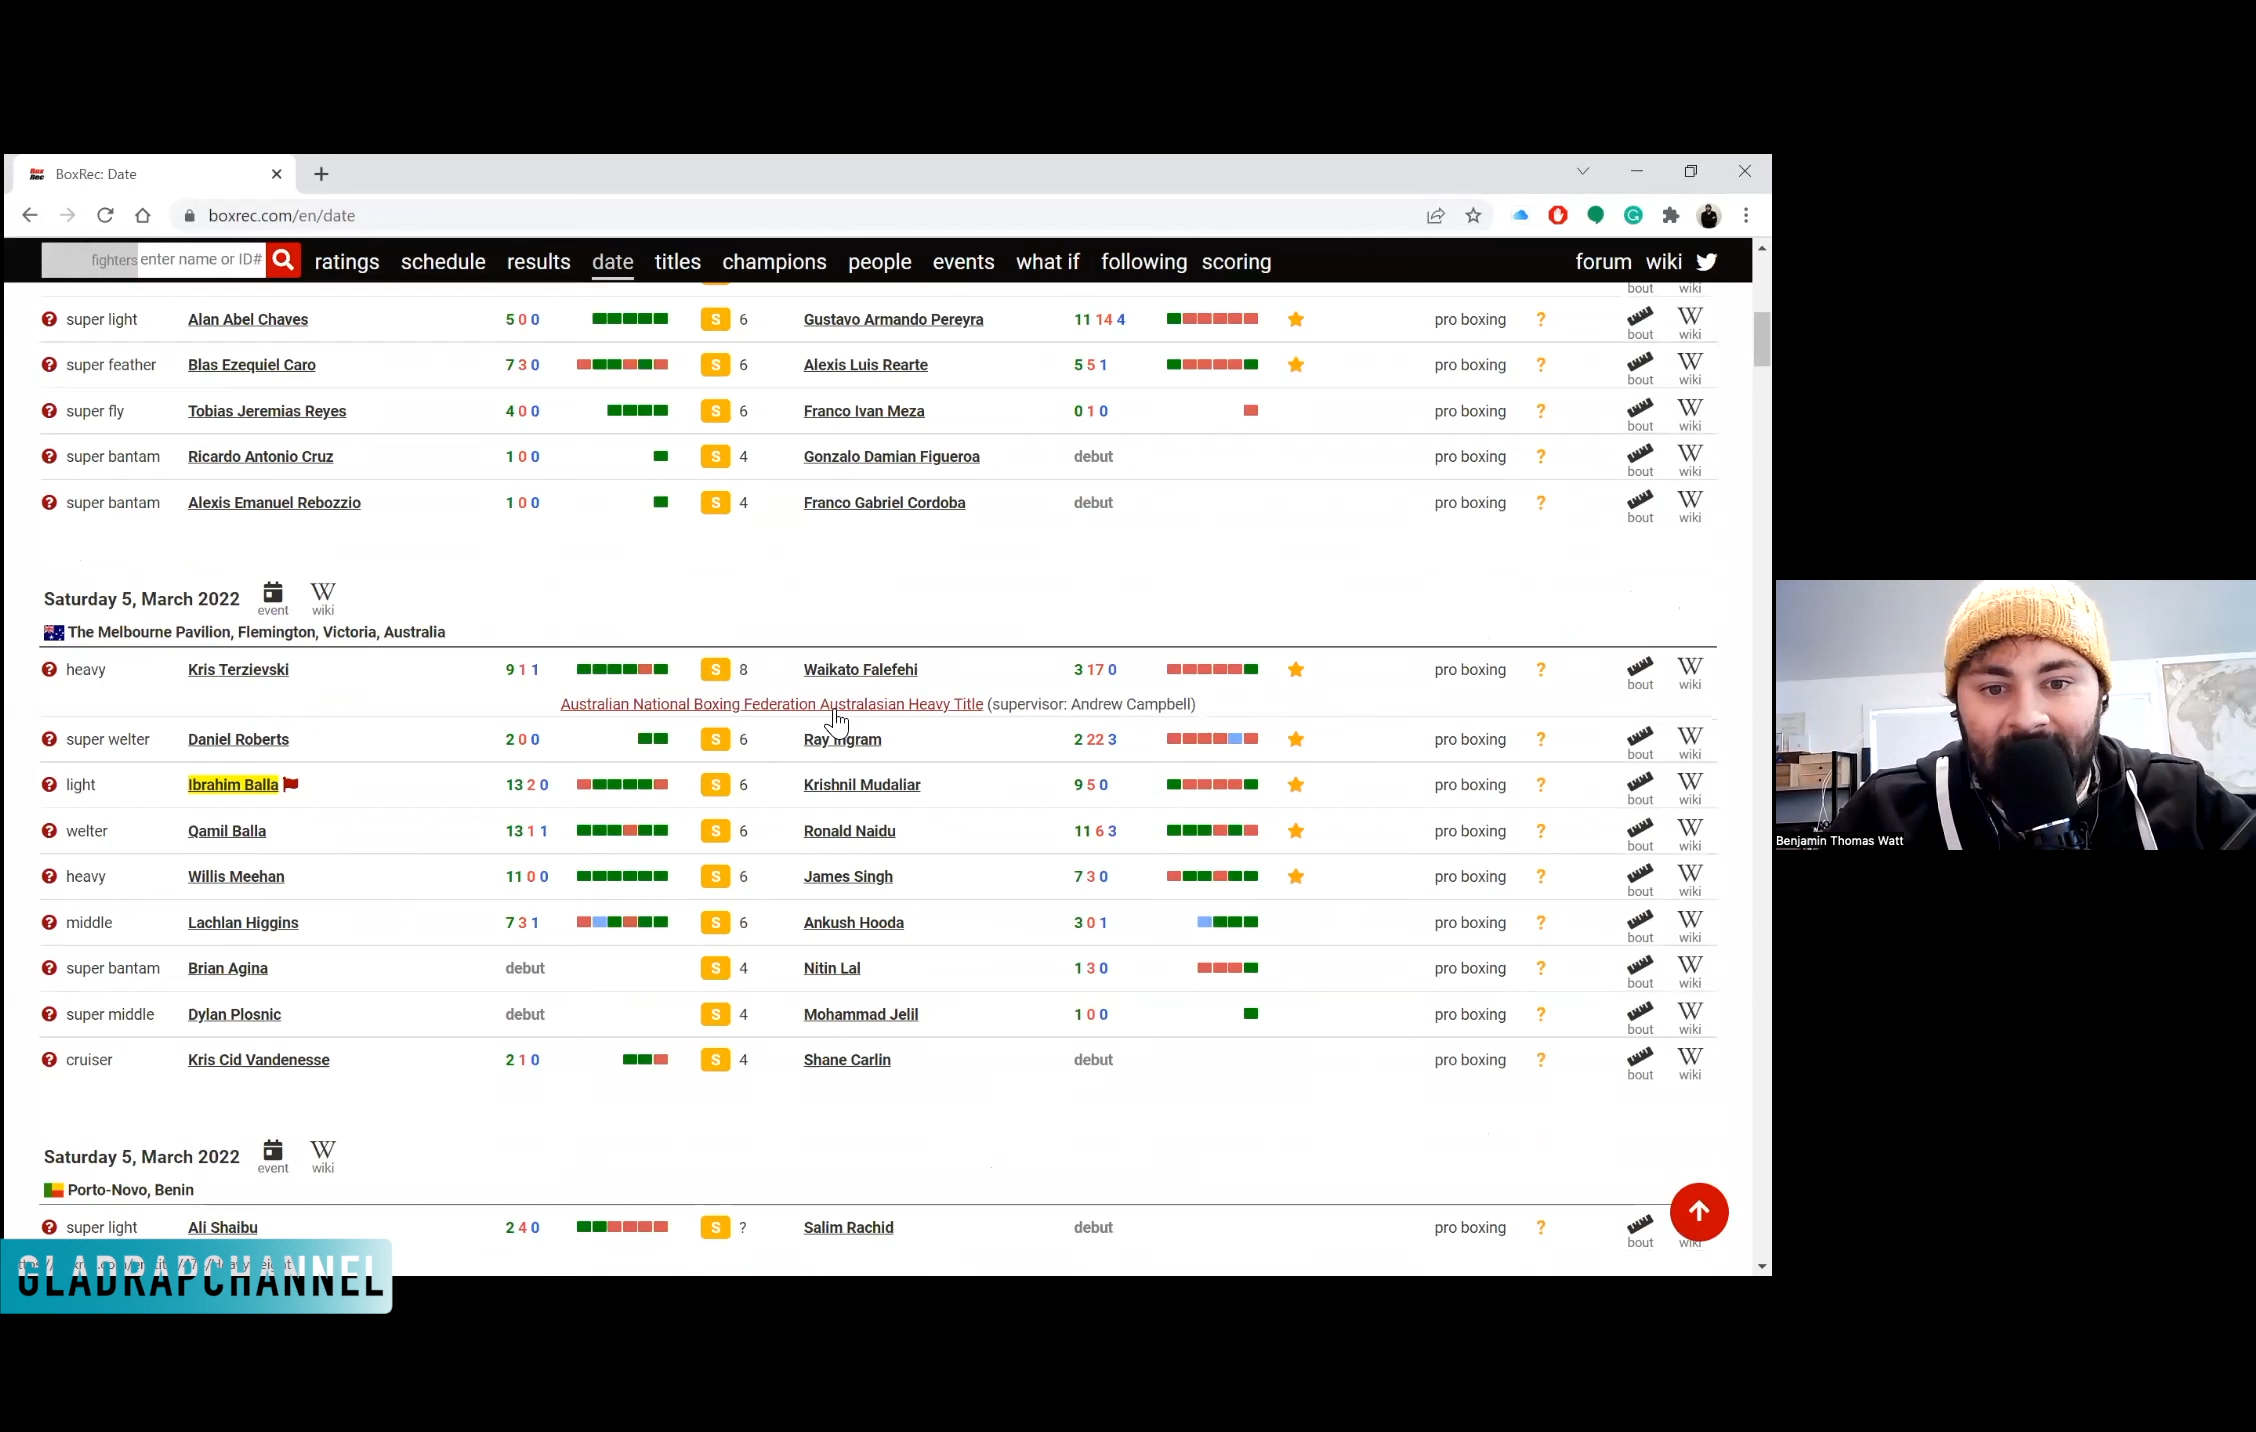 BoxRec: Date
boxrec.com/en/date
fighters enter name or ID# ratings schedule results date titles champions people events what if following scoring forum wiki
bout wiki
super light Alan Abel Chaves 5 0 0 S 6 Gustavo Armando Pereyra 11 14 4 pro boxing ? bout wiki
super feather Blas Ezequiel Caro 7 3 0 S 6 Alexis Luis Rearte 5 5 1 pro boxing ? bout wiki
super fly Tobias Jeremias Reyes 4 0 0 S 6 Franco Ivan Meza 0 1 0 pro boxing ? bout wiki
super bantam Ricardo Antonio Cruz 1 0 0 S 4 Gonzalo Damian Figueroa debut pro boxing ? bout wiki
super bantam Alexis Emanuel Rebozzio 1 0 0 S 4 Franco Gabriel Cordoba debut pro boxing ? bout wiki
Saturday 5, March 2022 event wiki
The Melbourne Pavilion, Flemington, Victoria, Australia
heavy Kris Terzievski 9 1 1 S 8 Waikato Falefehi 3 17 0 pro boxing ? bout wiki
Australian National Boxing Federation Australasian Heavy Title (supervisor: Andrew Campbell)
super welter Daniel Roberts 2 0 0 S 6 Ray Ingram 2 22 3 pro boxing ? bout wiki
light Ibrahim Balla 13 2 0 S 6 Krishnil Mudaliar 9 5 0 pro boxing ? bout wiki
welter Qamil Balla 13 1 1 S 6 Ronald Naidu 11 6 3 pro boxing ? bout wiki
heavy Willis Meehan 11 0 0 S 6 James Singh 7 3 0 pro boxing ? bout wiki
middle Lachlan Higgins 7 3 1 S 6 Ankush Hooda 3 0 1 pro boxing ? bout wiki
super bantam Brian Agina debut S 4 Nitin Lal 1 3 0 pro boxing ? bout wiki
super middle Dylan Plosnic debut S 4 Mohammad Jelil 1 0 0 pro boxing ? bout wiki
cruiser Kris Cid Vandenesse 2 1 0 S 4 Shane Carlin debut pro boxing ? bout wiki
Saturday 5, March 2022 event wiki
Porto-Novo, Benin
super light Ali Shaibu 2 4 0 S ? Salim Rachid debut pro boxing ? bout wiki
GLADRAPCHANNEL
Benjamin Thomas Watt